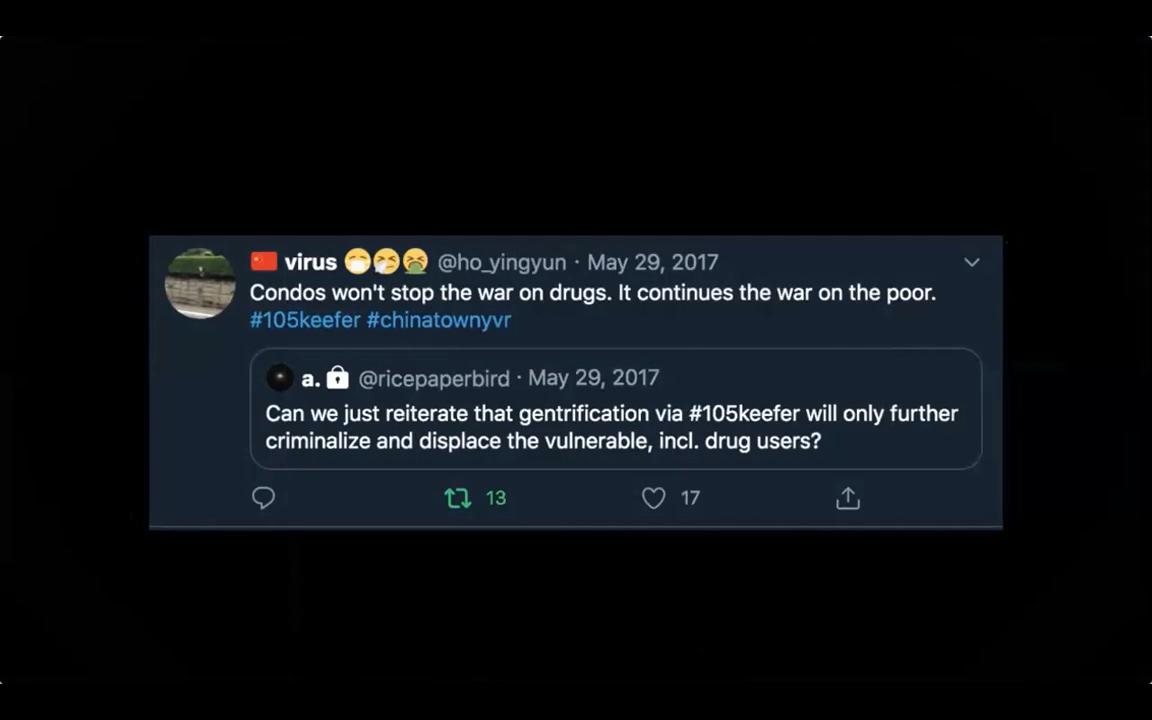 🇨🇳 virus 😷🤧🤮 @ho_yingyun · May 29, 2017
Condos won't stop the war on drugs. It continues the war on the poor.
#105keefer #chinatownyvr
a. 🔒 @ricepaperbird · May 29, 2017
Can we just reiterate that gentrification via #105keefer will only further
criminalize and displace the vulnerable, incl. drug users?
13 17